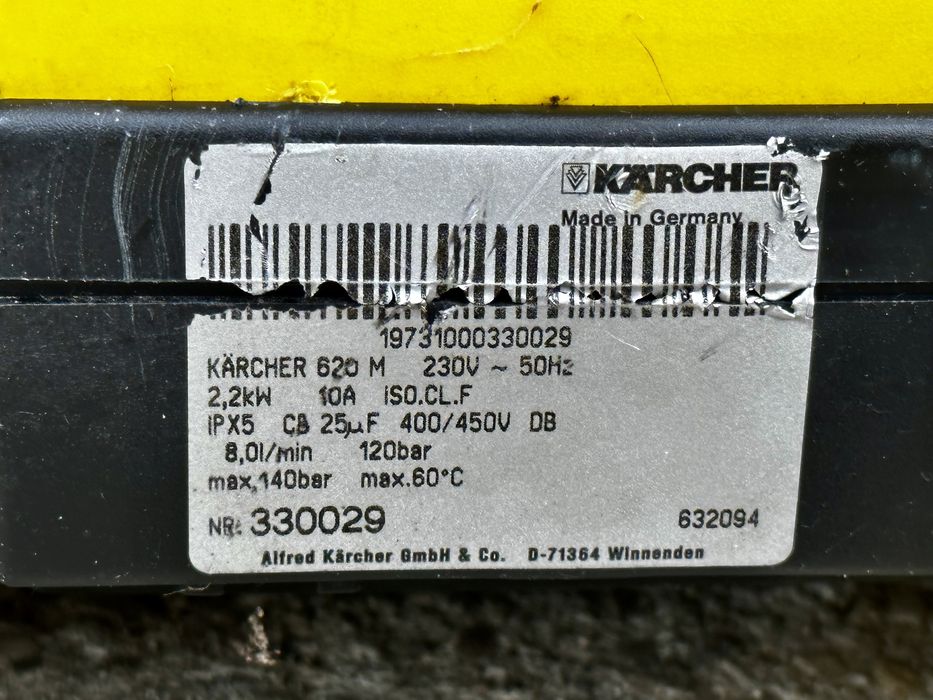 KÄRCHER
Made in Germany
19731000330029
KÄRCHER 620 M 230V ~ 50Hz
2,2kW 10A ISO.CL.F
IPX5 CB 25µF 400/450V DB
8,0l/min 120bar
max,140bar max.60°C
NR: 330029 632094
Alfred Kärcher GmbH & Co. D-71364 Winnenden